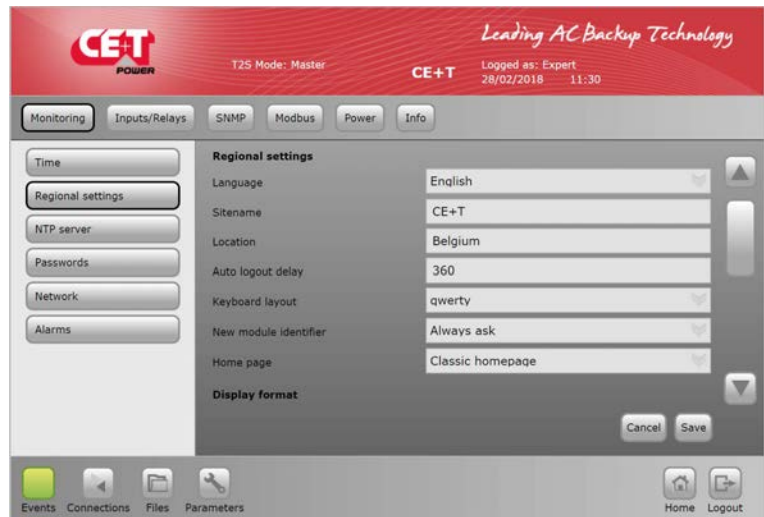 CE+T
POWER
Leading AC Backup Technology
T2S Mode: Master
CE+T
Logged as: Expert
28/02/2018 11:30
Monitoring Inputs/Relays SNMP Modbus Power Info
Time
Regional settings
NTP server
Passwords
Network
Alarms
Regional settings
Language English
Sitename CE+T
Location Belgium
Auto logout delay 360
Keyboard layout qwerty
New module identifier Always ask
Home page Classic homepage
Display format
Cancel Save
Events Connections Files Parameters Home Logout